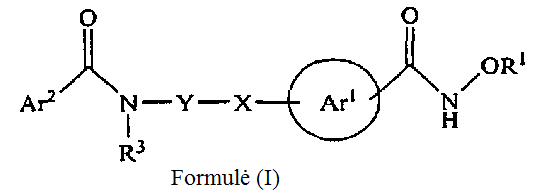 O O
Ar² N Y X Ar¹ N OR¹
R³ H
Formulė (I)